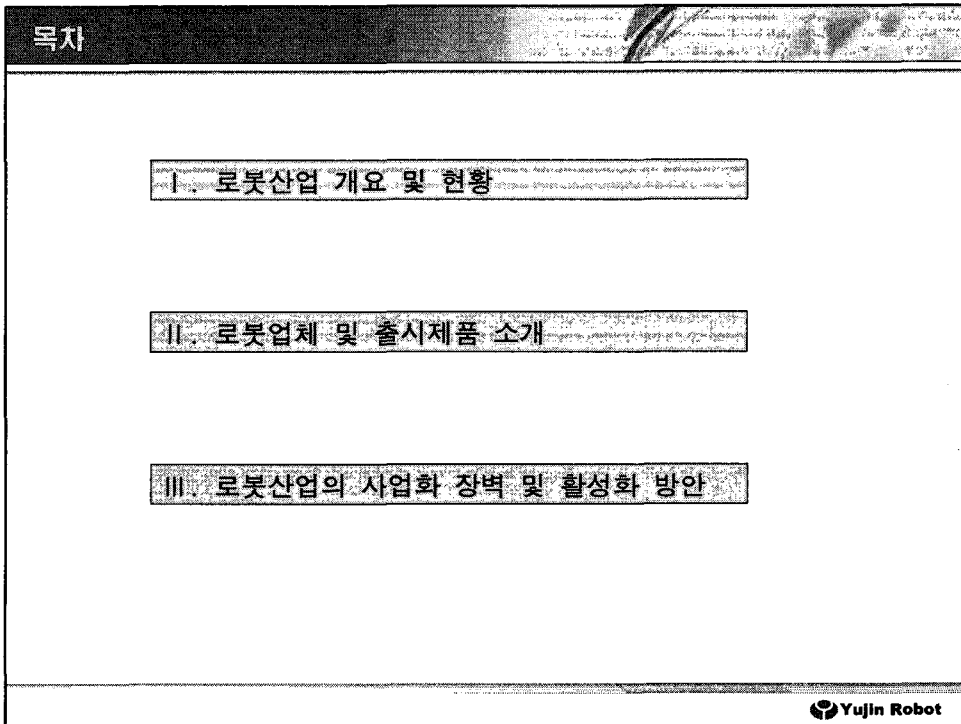 목차
Ⅰ. 로봇산업 개요 및 현황
Ⅱ. 로봇업체 및 출시제품 소개
Ⅲ. 로봇산업의 사업화 장벽 및 활성화 방안
Yujin Robot